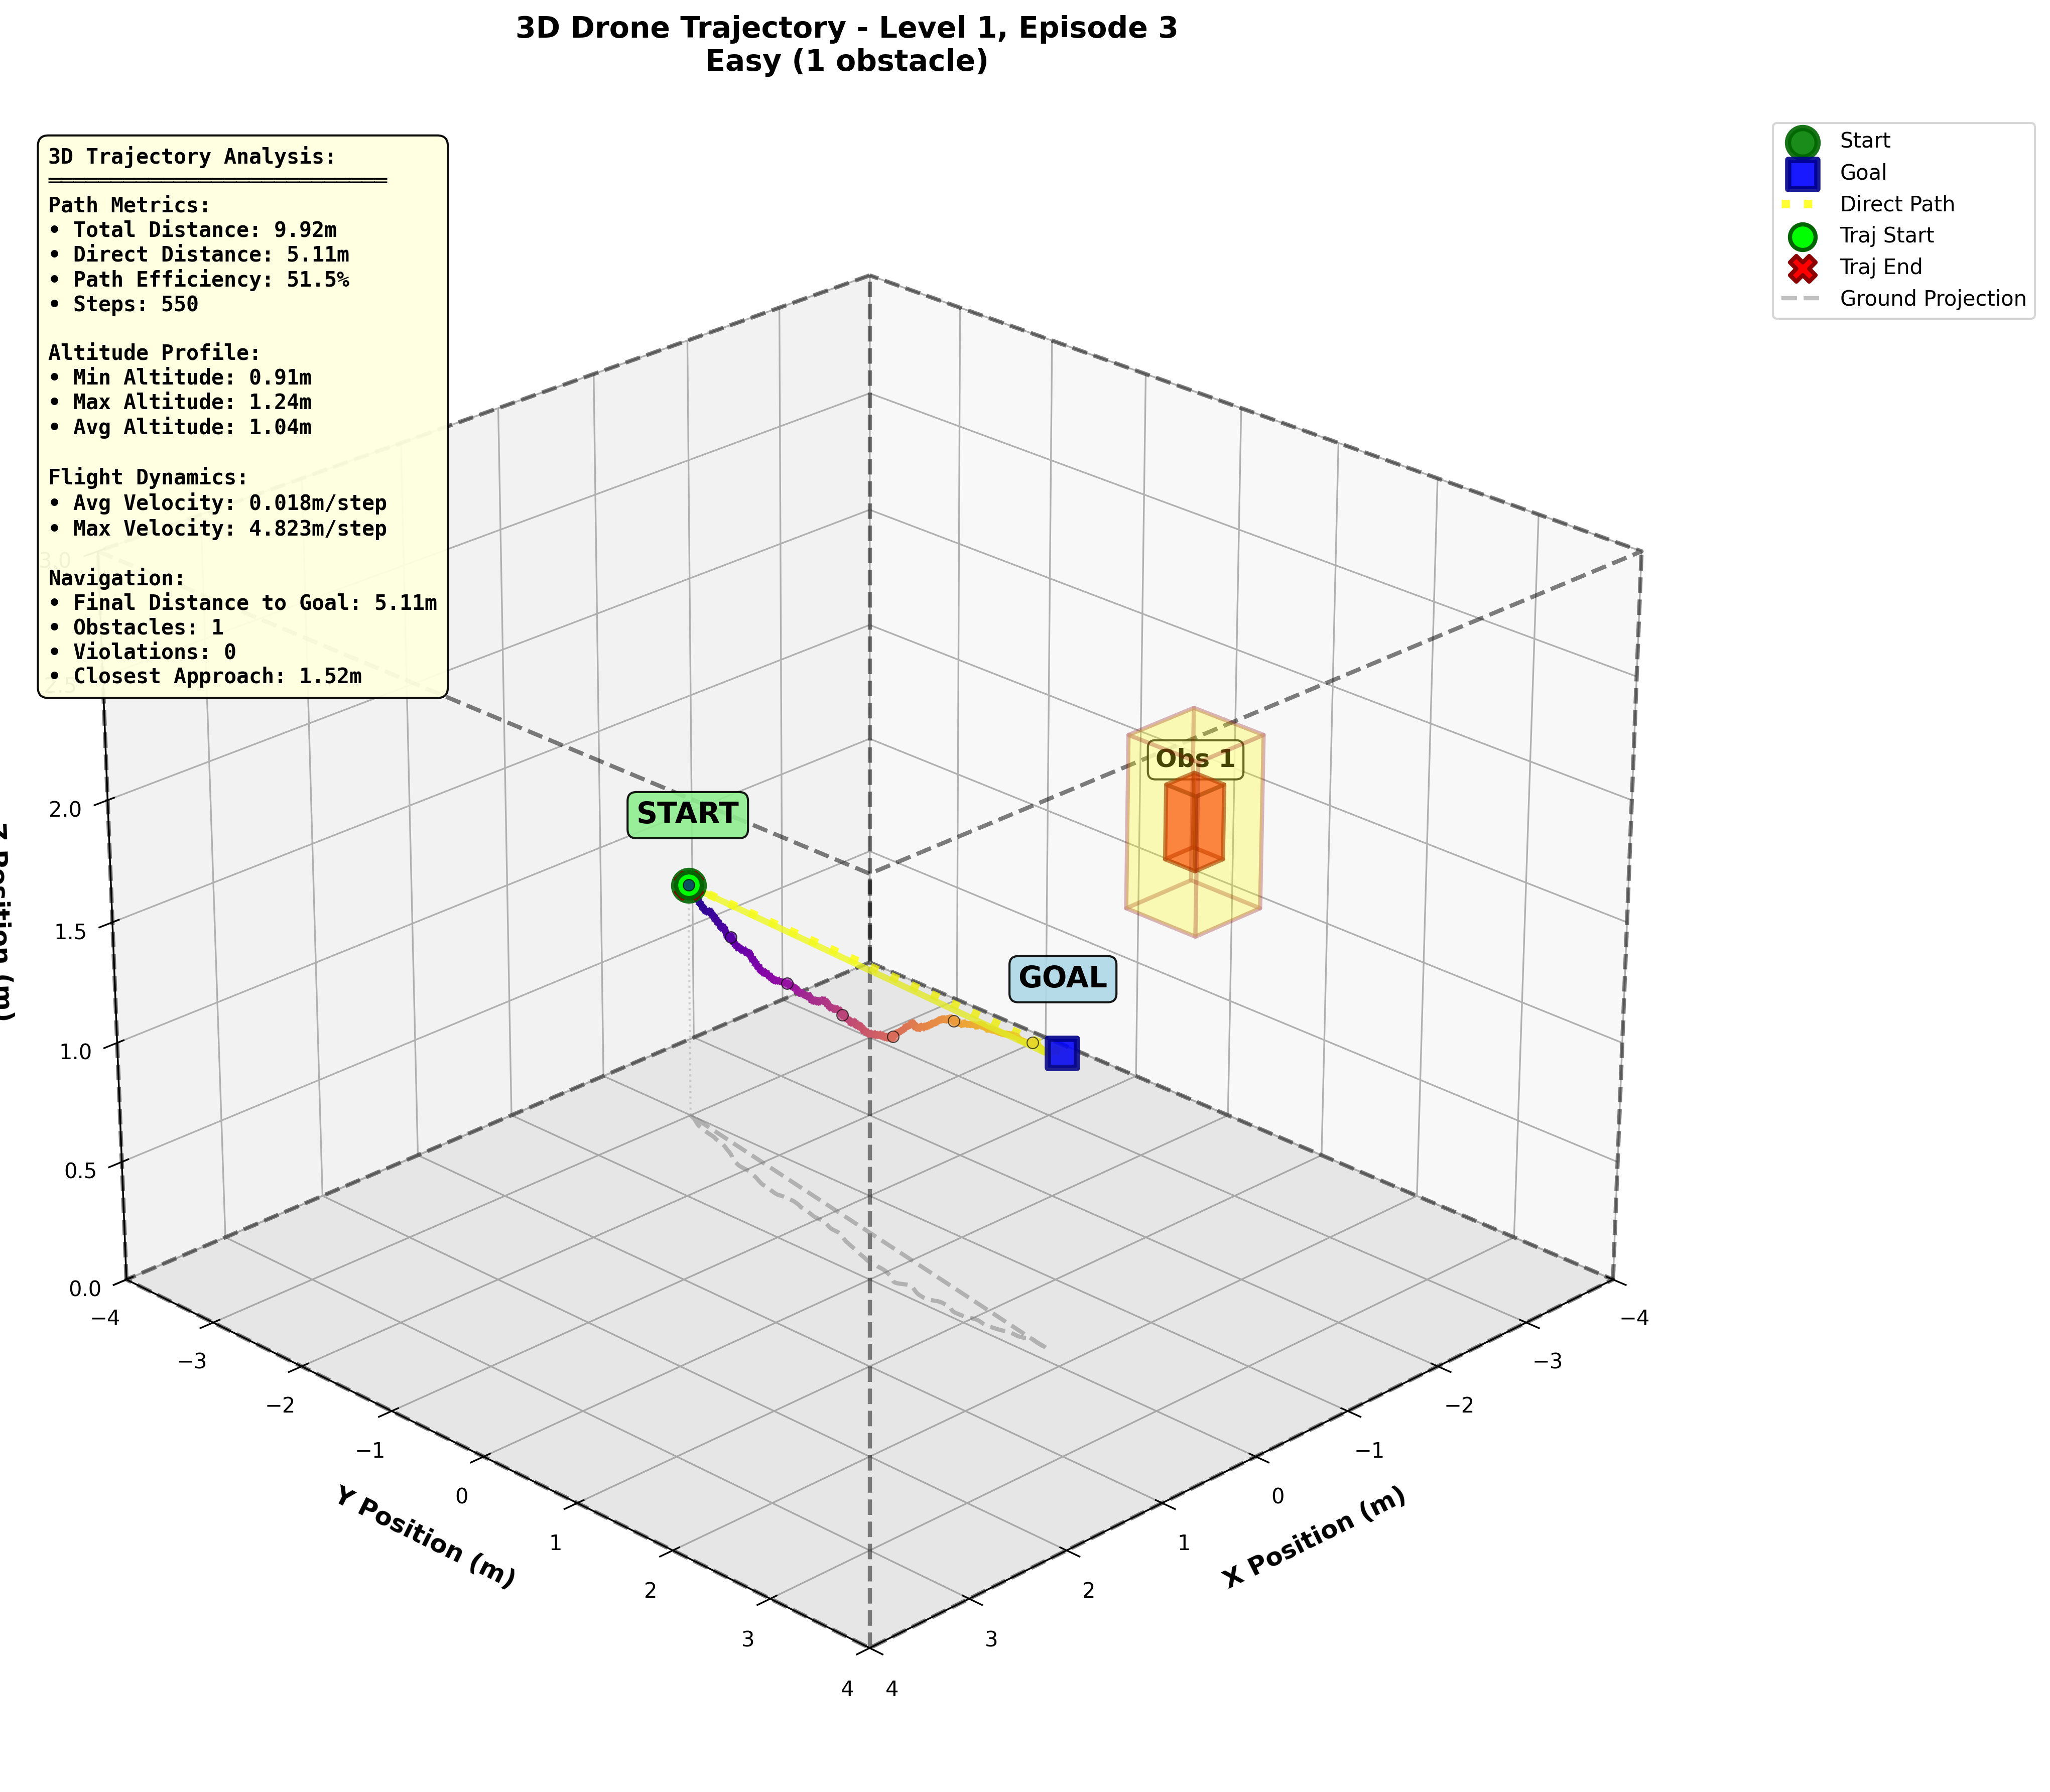 3D Drone Trajectory - Level 1, Episode 3
Easy (1 obstacle)
3D Trajectory Analysis:
Path Metrics:
• Total Distance: 9.92m
• Direct Distance: 5.11m
• Path Efficiency: 51.5%
• Steps: 550
Altitude Profile:
• Min Altitude: 0.91m
• Max Altitude: 1.24m
• Avg Altitude: 1.04m
Flight Dynamics:
• Avg Velocity: 0.018m/step
• Max Velocity: 4.823m/step
Navigation:
• Final Distance to Goal: 5.11m
• Obstacles: 1
• Violations: 0
• Closest Approach: 1.52m
Start
Goal
Direct Path
Traj Start
Traj End
Ground Projection
START
GOAL
Obs 1
3.0
2.5
2.0
1.5
1.0
0.5
0.0
Z Position (m)
−4
−3
−2
−1
0
1
2
3
4
Y Position (m)
4
3
2
1
0
−1
−2
−3
−4
X Position (m)